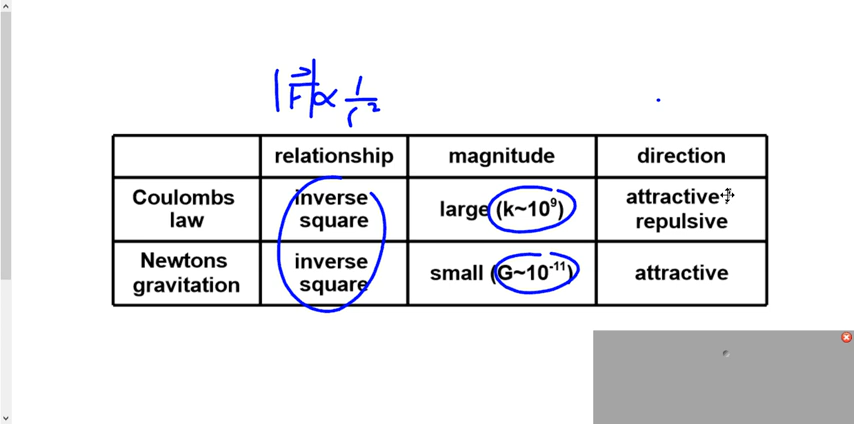 |F⃗| ∝ 1/r²
relationship magnitude direction
Coulombs law inverse square large (k~10⁹) attractive repulsive
Newtons gravitation inverse square small (G~10⁻¹¹) attractive